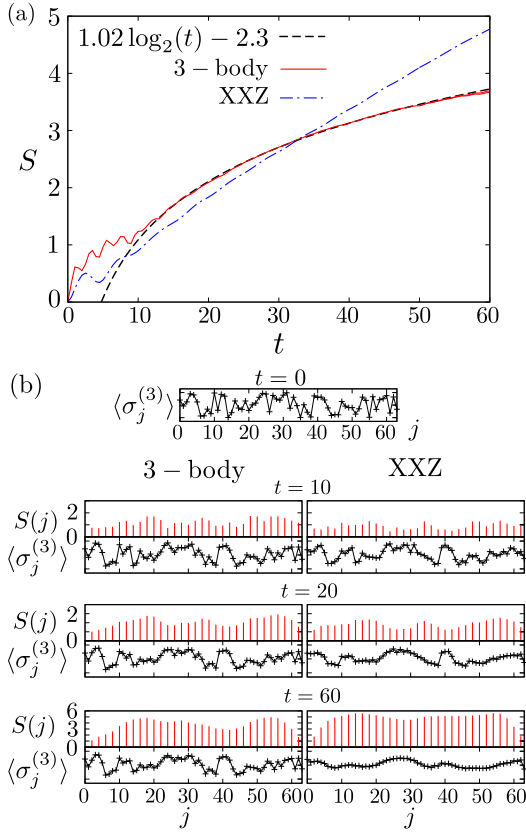 (a)
5
4
3
2
1
0
S
1.02 log₂(t) − 2.3
3 − body
XXZ
0 10 20 30 40 50 60
t
(b)
t = 0
⟨σⱼ⁽³⁾⟩
0 10 20 30 40 50 60 j
3 − body XXZ
t = 10
S(j) 2 0
⟨σⱼ⁽³⁾⟩
t = 20
S(j) 2 0
⟨σⱼ⁽³⁾⟩
t = 60
S(j) 6 3 0
⟨σⱼ⁽³⁾⟩
0 10 20 30 40 50 60 0 10 20 30 40 50 60
j j